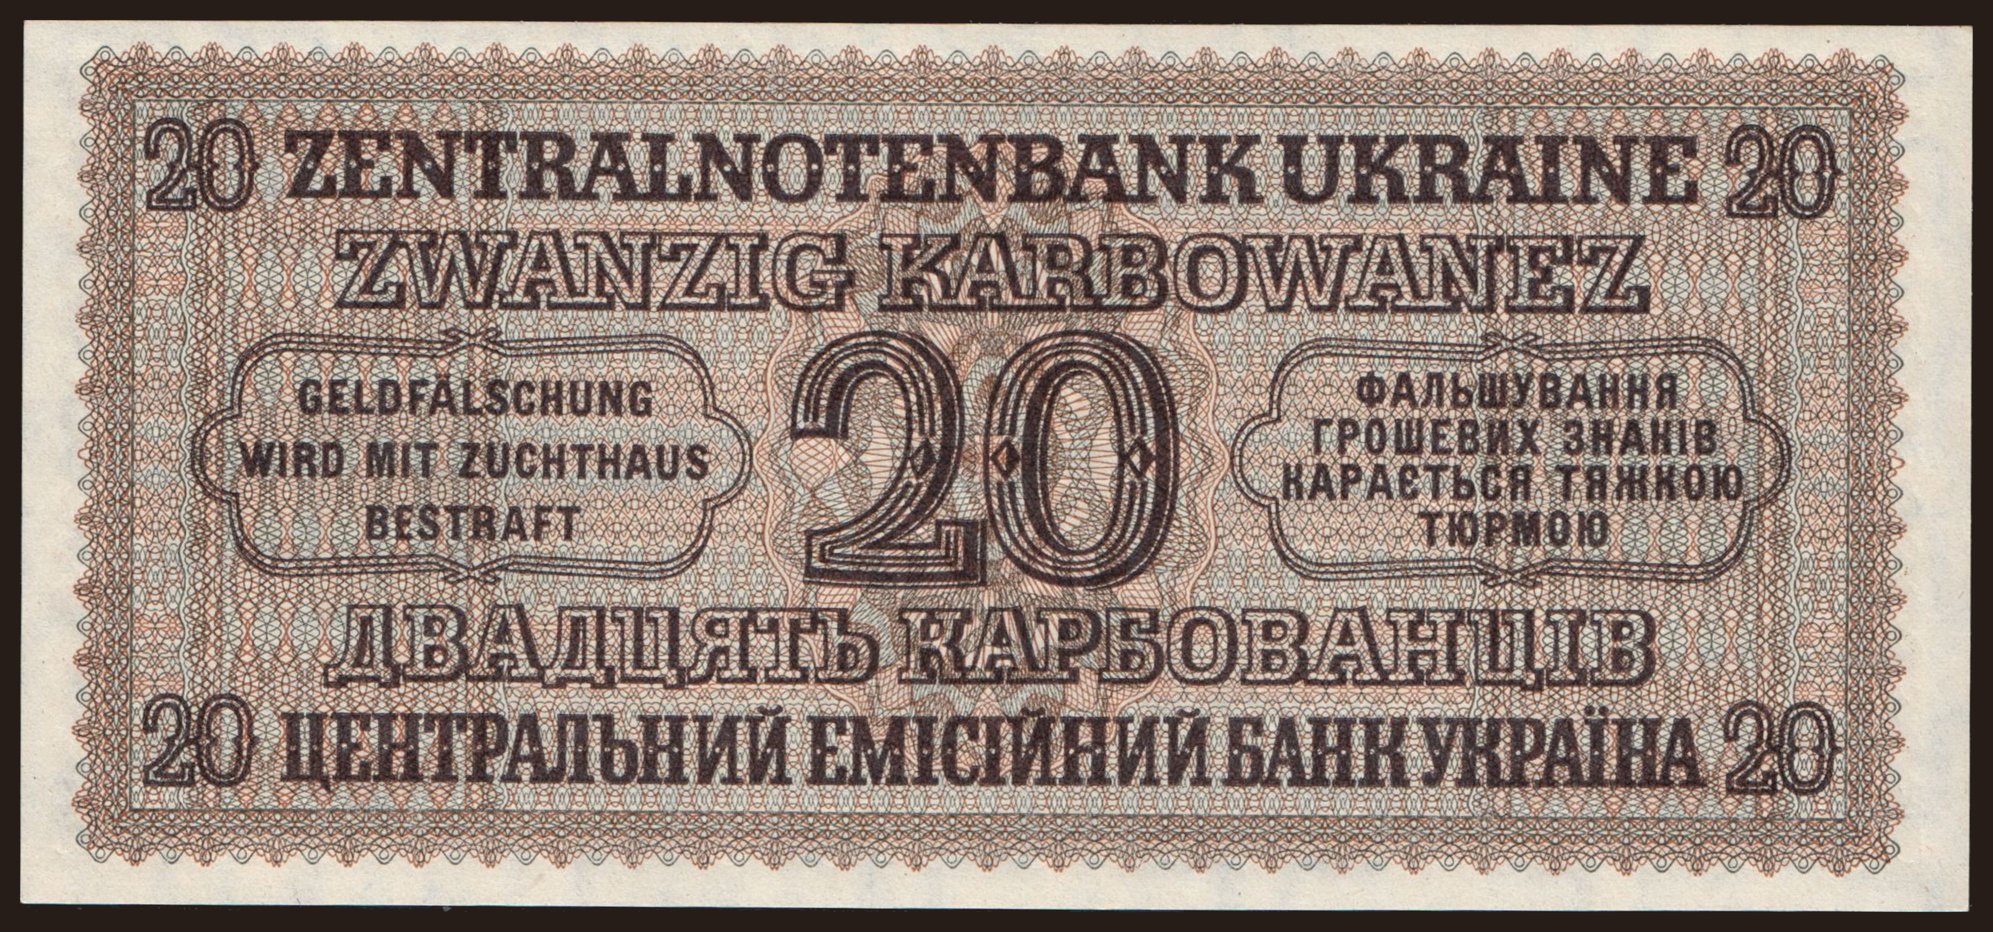 20 ZENTRALNOTENBANK UKRAINE 20
ZWANZIG KARBOWANEZ
GELDFÄLSCHUNG
WIRD MIT ZUCHTHAUS
BESTRAFT
20
ФАЛЬШУВАННЯ
ГРОШЕВИХ ЗНАКІВ
КАРАЄТЬСЯ ТЯЖКОЮ
ТЮРМОЮ
ДВАДЦЯТЬ КАРБОВАНЦІВ
20 ЦЕНТРАЛЬНИЙ ЕМІСІЙНИЙ БАНК УКРАЇНА 20